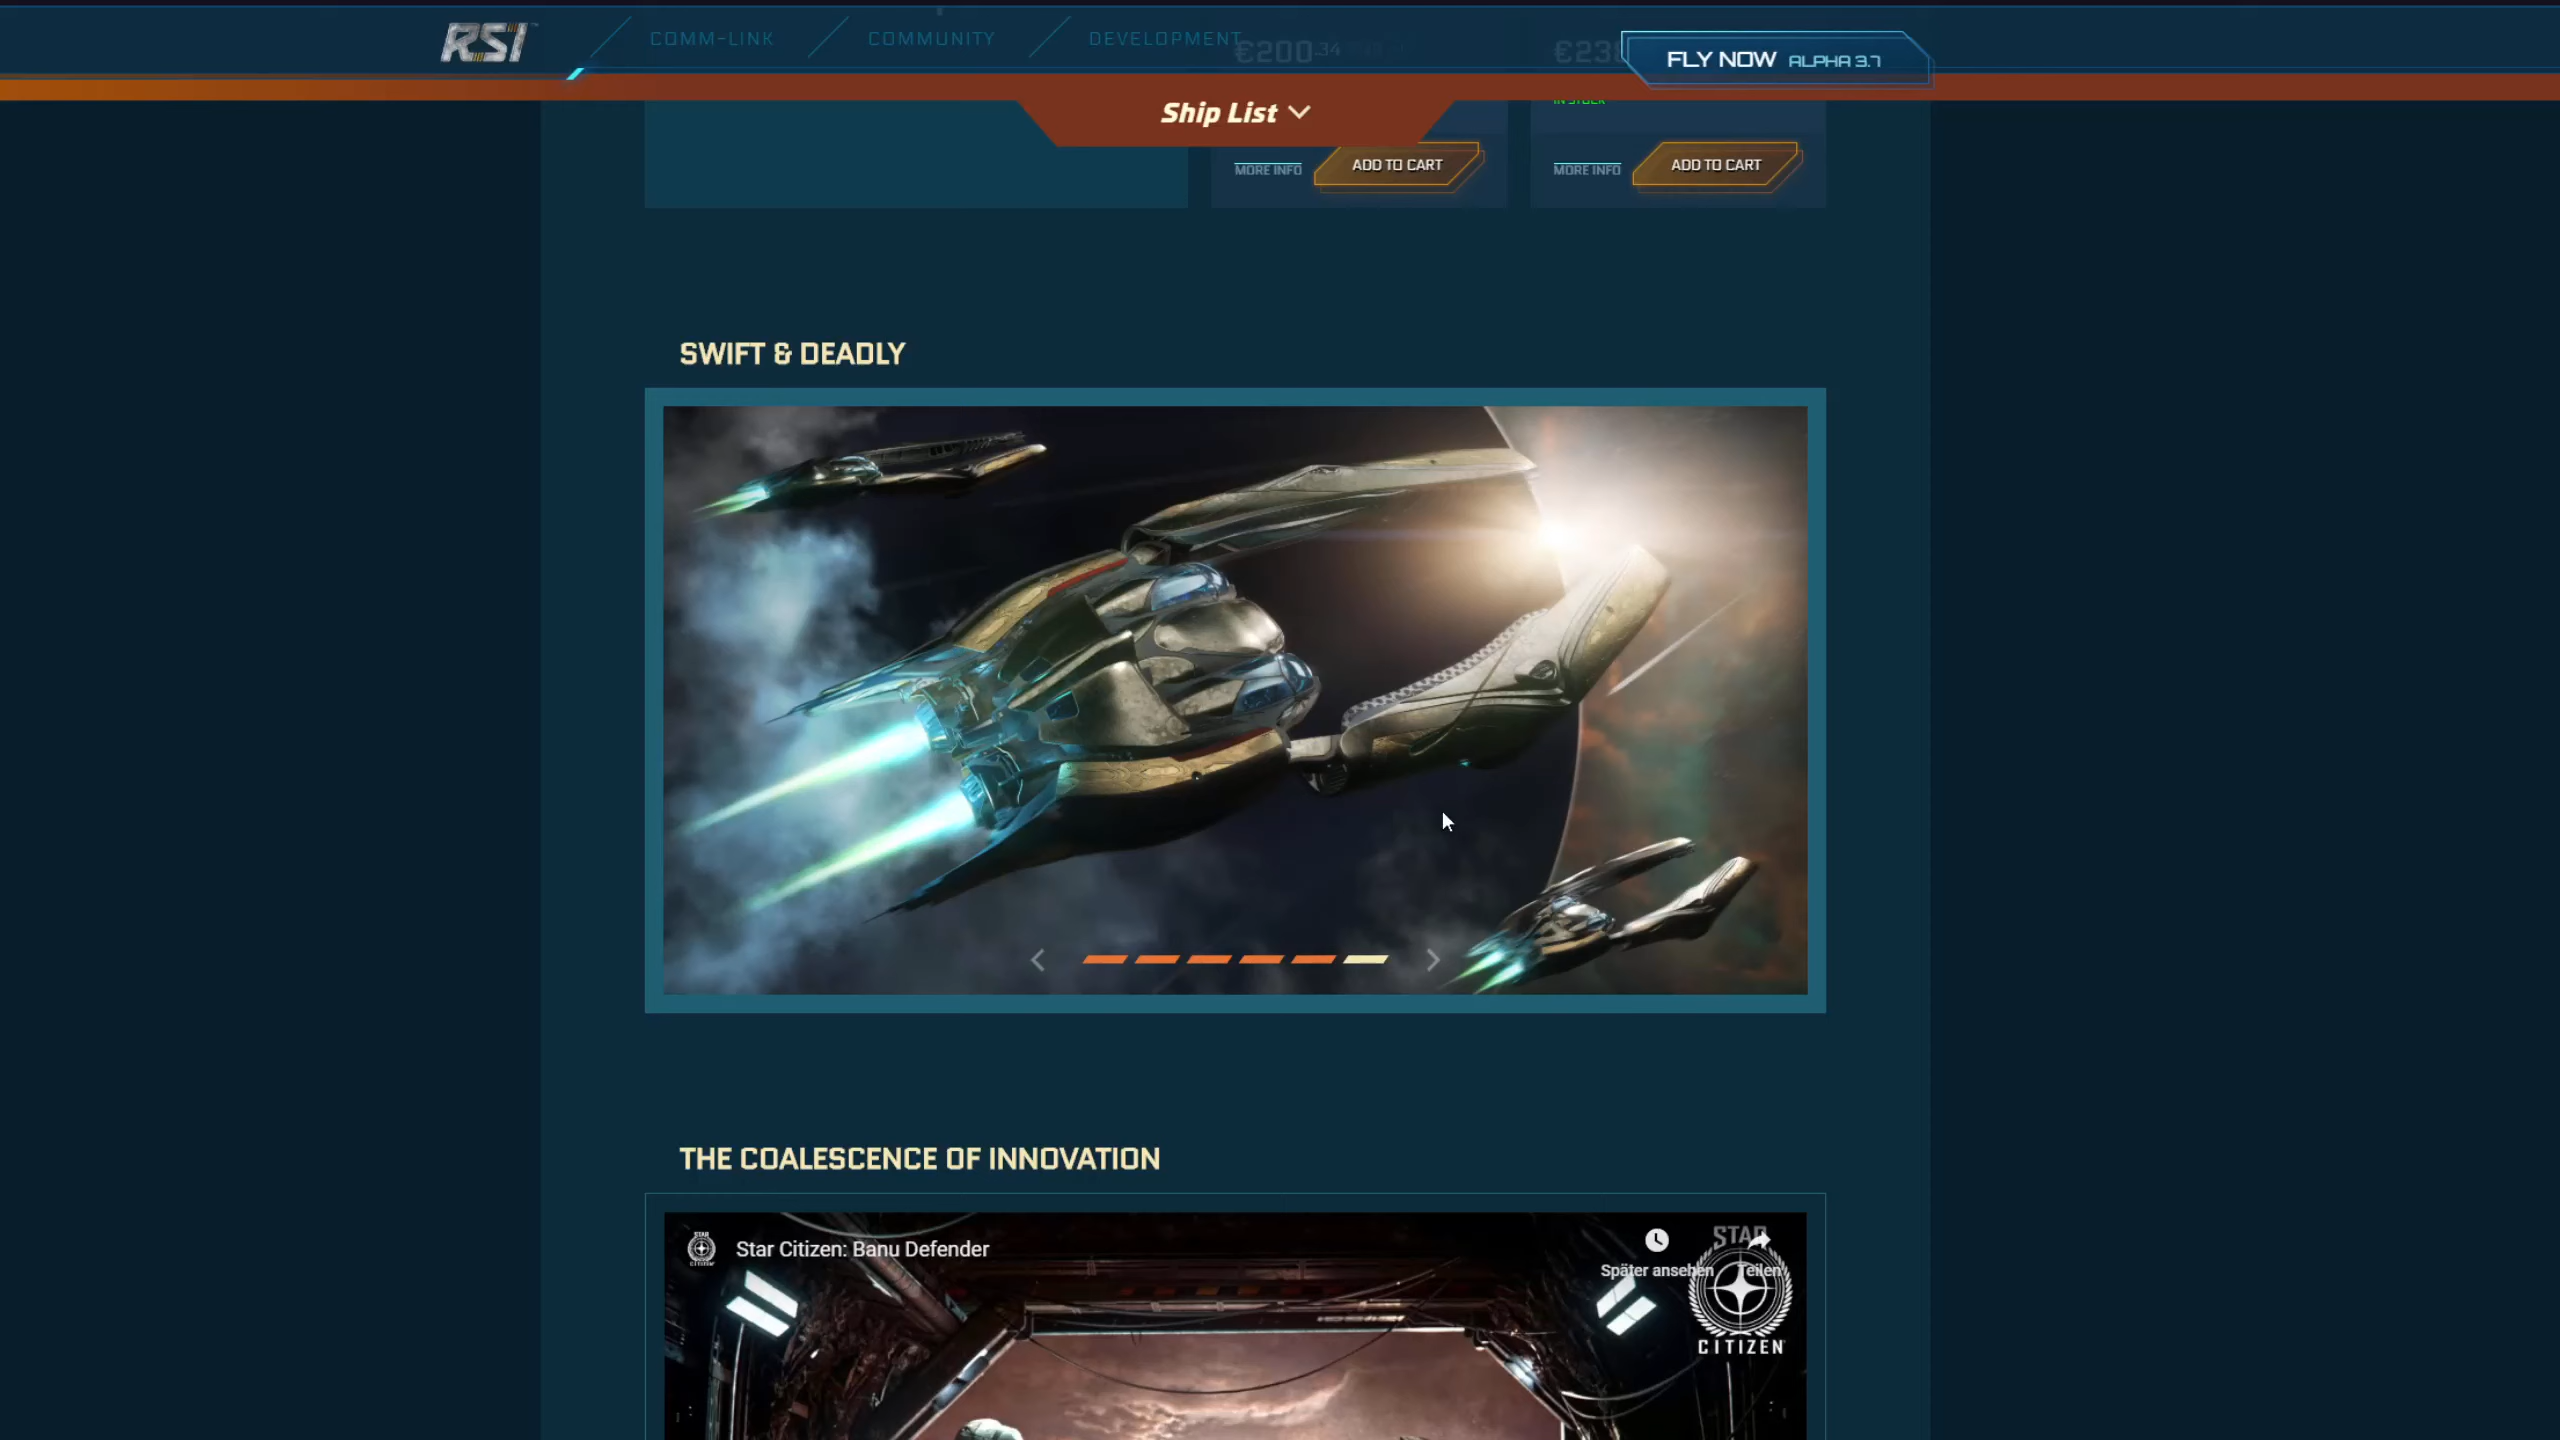 RSI
COMM-LINK
COMMUNITY
DEVELOPMENT
€200.34
FLY NOW ALPHA 3.7
Ship List
IN STOCK
MORE INFO
ADD TO CART
MORE INFO
ADD TO CART
SWIFT & DEADLY
THE COALESCENCE OF INNOVATION
Star Citizen: Banu Defender
Später ansehen
Teilen
STAR
CITIZEN